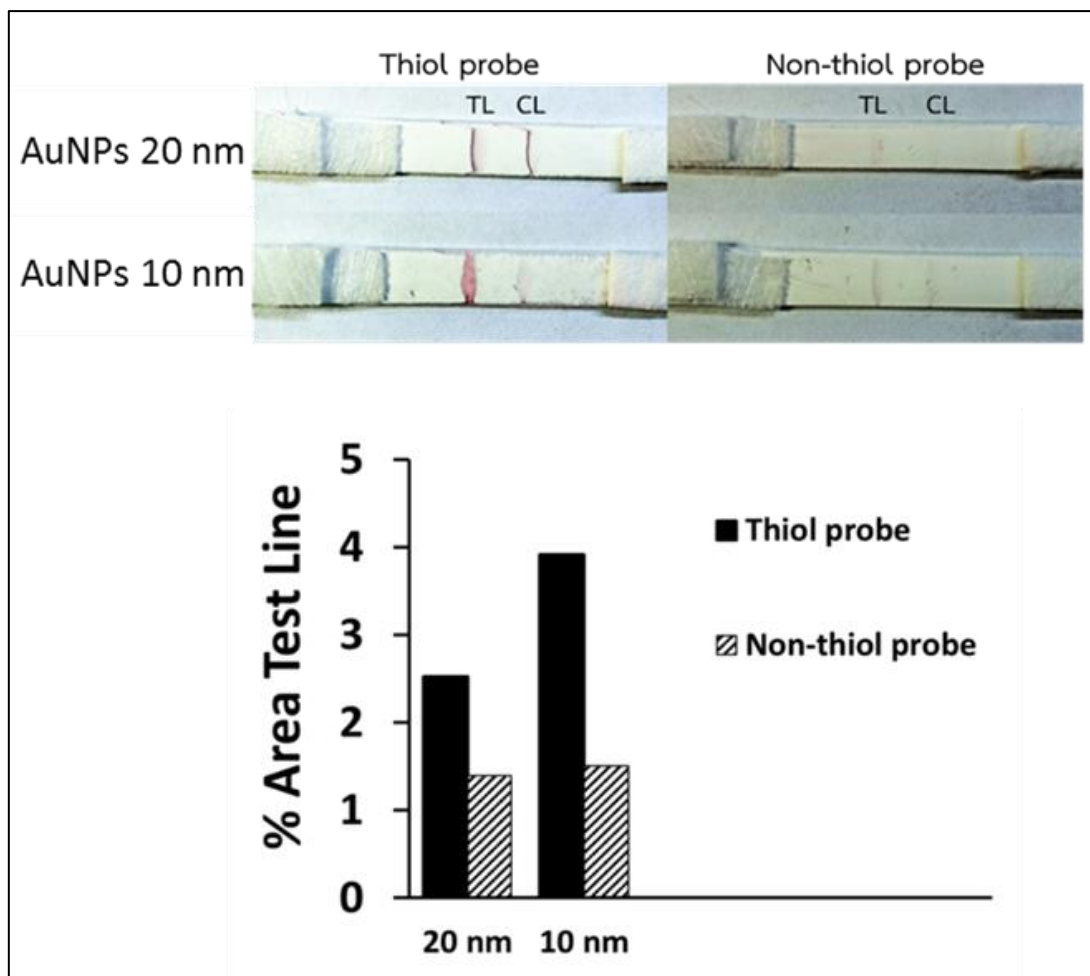 Thiol probe
Non-thiol probe
TL CL
TL CL
AuNPs 20 nm
AuNPs 10 nm
5
4
3
2
1
0
% Area Test Line
Thiol probe
Non-thiol probe
20 nm
10 nm